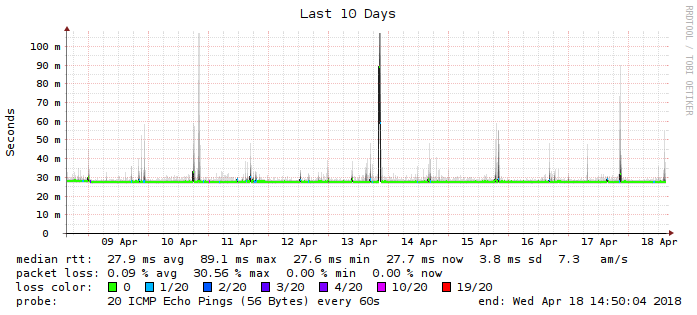 Last 10 Days
RRDTOOL / TOBI OETIKER
Seconds
100 m
90 m
80 m
70 m
60 m
50 m
40 m
30 m
20 m
10 m
0
09 Apr 10 Apr 11 Apr 12 Apr 13 Apr 14 Apr 15 Apr 16 Apr 17 Apr 18 Apr
median rtt: 27.9 ms avg 89.1 ms max 27.6 ms min 27.7 ms now 3.8 ms sd 7.3 am/s
packet loss: 0.09 % avg 30.56 % max 0.00 % min 0.00 % now
loss color: 0 1/20 2/20 3/20 4/20 10/20 19/20
probe: 20 ICMP Echo Pings (56 Bytes) every 60s end: Wed Apr 18 14:50:04 2018